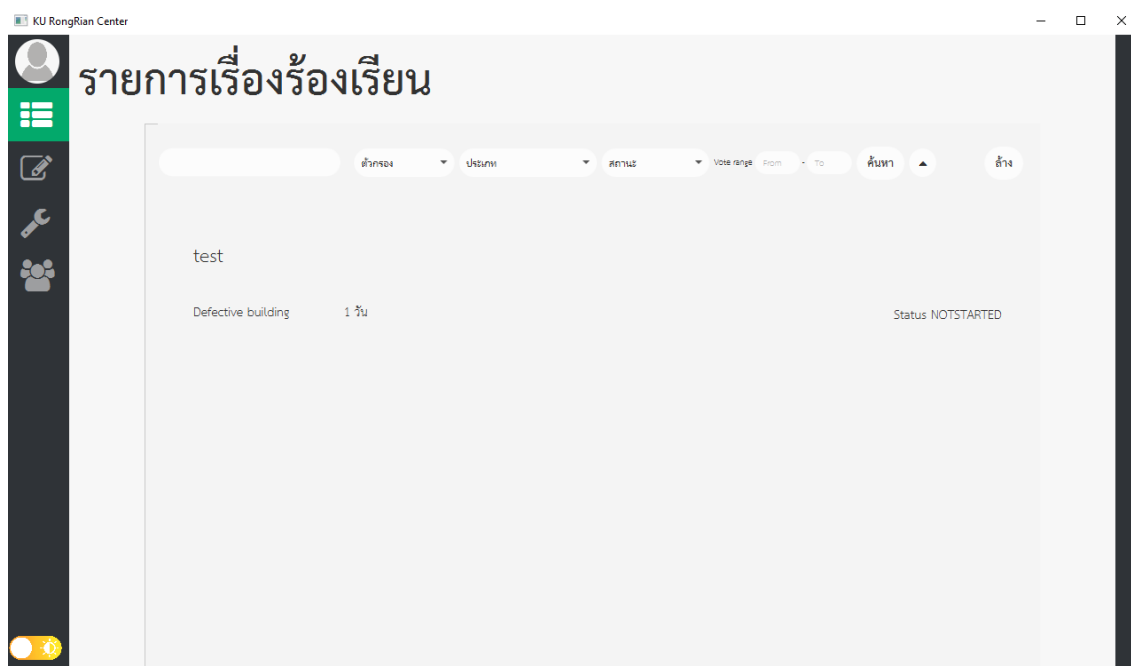 KU RongRian Center
รายการเรื่องร้องเรียน
ตัวกรอง ประเภท สถานะ Vote range From - To ค้นหา ล้าง
test
Defective building 1 วัน Status NOTSTARTED